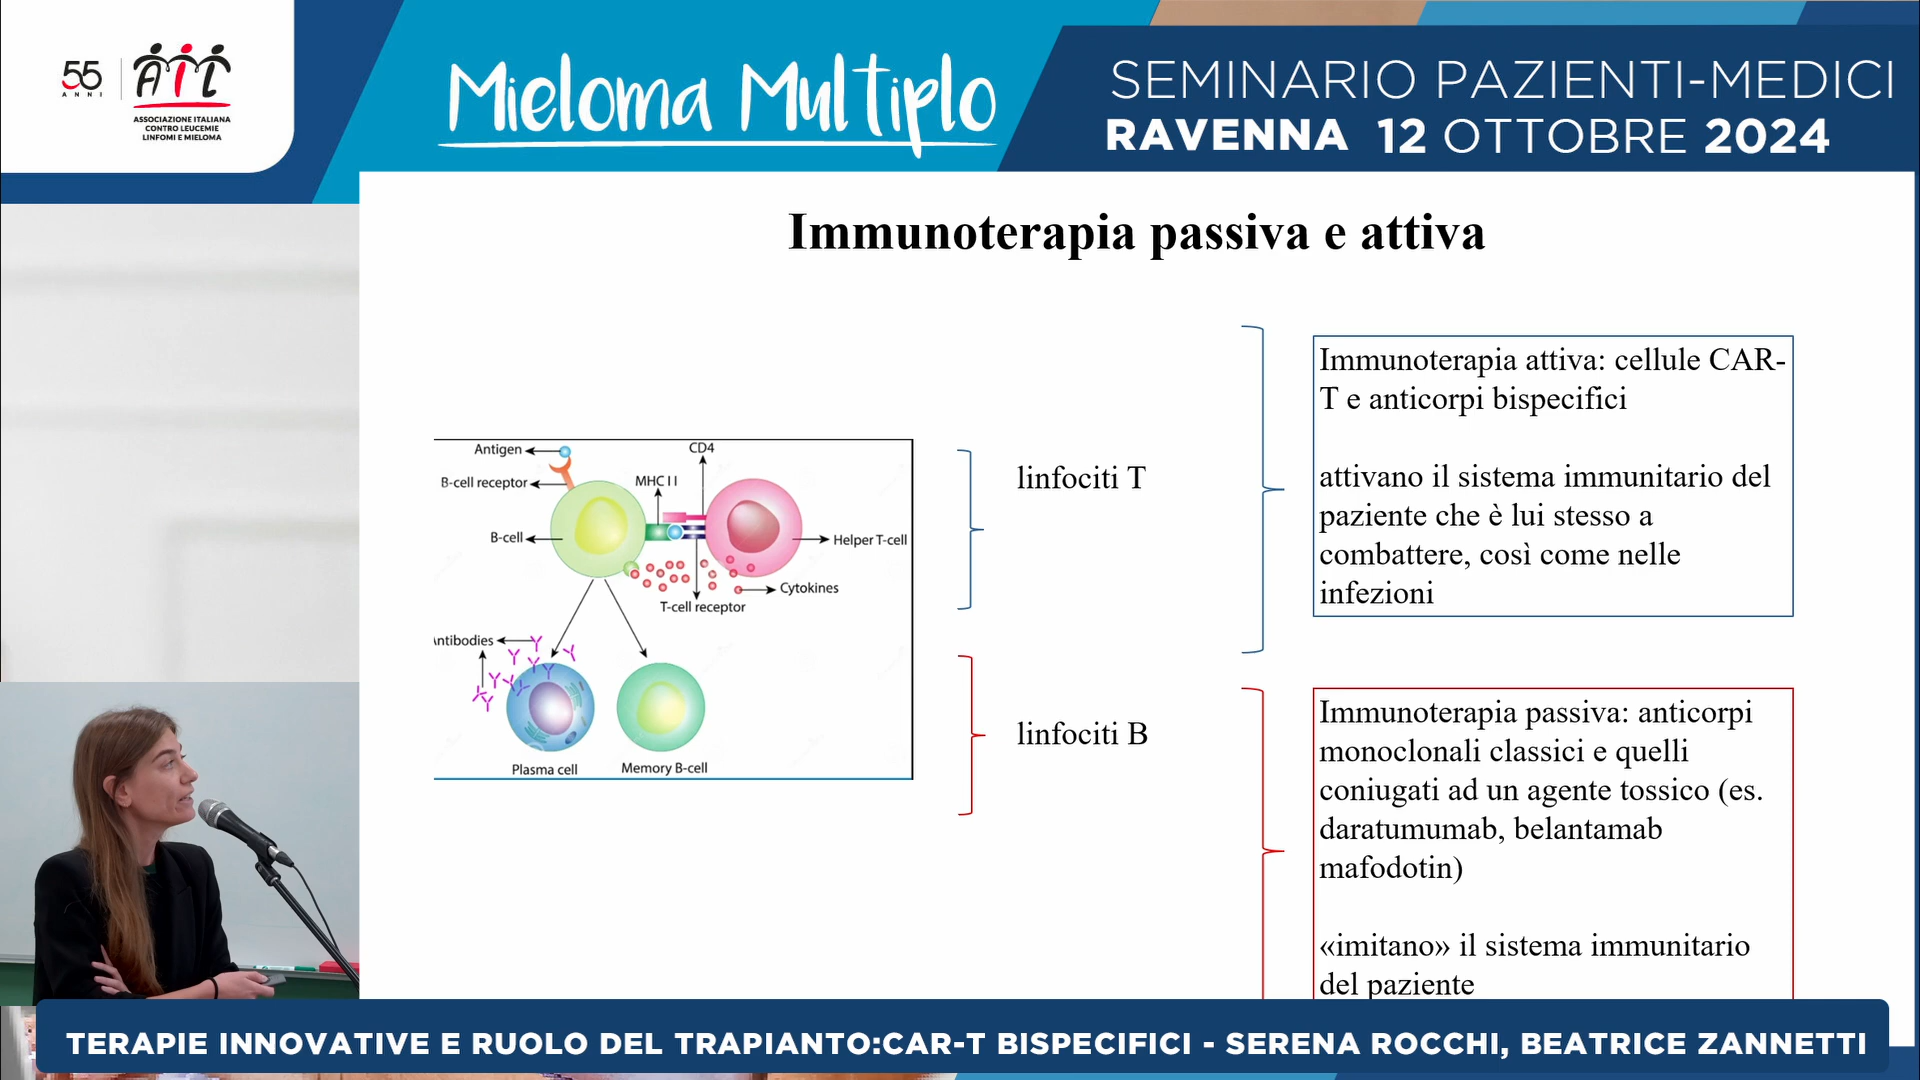 55
ANNI
AIL
ASSOCIAZIONE ITALIANA
CONTRO LEUCEMIE
LINFOMI E MIELOMA
Mieloma Multiplo
SEMINARIO PAZIENTI-MEDICI
RAVENNA 12 OTTOBRE 2024
Immunoterapia passiva e attiva
Antigen
CD4
B-cell receptor
MHC II
B-cell
Helper T-cell
Cytokines
T-cell receptor
ntibodies
Plasma cell
Memory B-cell
linfociti T
linfociti B
Immunoterapia attiva: cellule CAR-
T e anticorpi bispecifici
attivano il sistema immunitario del
paziente che è lui stesso a
combattere, così come nelle
infezioni
Immunoterapia passiva: anticorpi
monoclonali classici e quelli
coniugati ad un agente tossico (es.
daratumumab, belantamab
mafodotin)
«imitano» il sistema immunitario
del paziente
TERAPIE INNOVATIVE E RUOLO DEL TRAPIANTO:CAR-T BISPECIFICI - SERENA ROCCHI, BEATRICE ZANNETTI